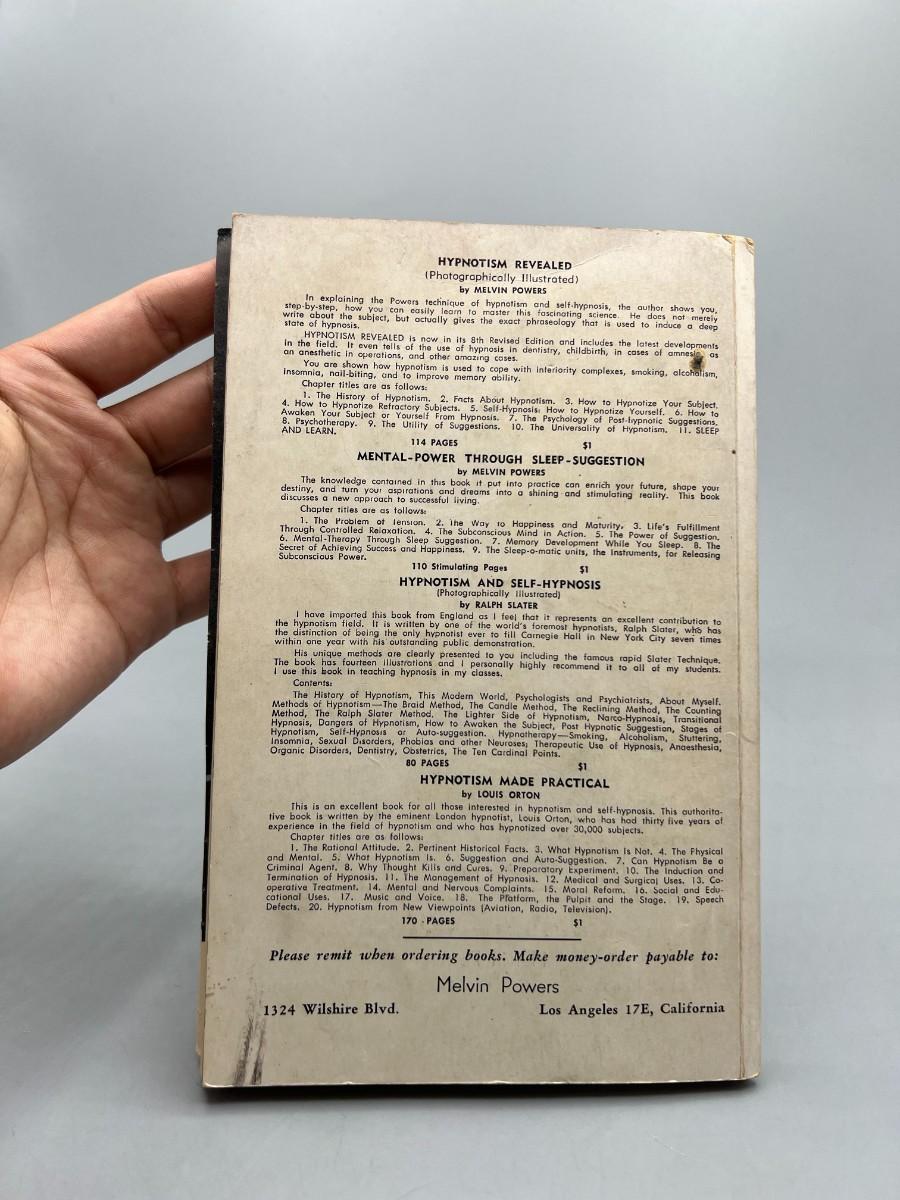 HYPNOTISM REVEALED
(Photographically Illustrated)
by MELVIN POWERS
In explaining the Powers technique of hypnotism and self-hypnosis, the author shows you,
step-by-step, how you can easily learn to master this fascinating science. He does not merely
write about the subject, but actually gives the exact phraseology that is used to induce a deep
state of hypnosis.
HYPNOTISM REVEALED is now in its 8th Revised Edition and includes the latest developments
in the field. It even tells of the use of hypnosis in dentistry, childbirth, in cases of amnesia as
an anesthetic in operations, and other amazing cases.
You are shown how hypnotism is used to cope with inferiority complexes, smoking, alcoholism,
insomnia, nail-biting, and to improve memory ability.
Chapter titles are as follows:
1. The History of Hypnotism. 2. Facts About Hypnotism. 3. How to Hypnotize Your Subject.
4. How to Hypnotize Refractory Subjects. 5. Self-Hypnosis: How to Hypnotize Yourself. 6. How to
Awaken Your Subject or Yourself From Hypnosis. 7. The Psychology of Post-Hypnotic Suggestions.
8. Psychotherapy. 9. The Utility of Suggestions. 10. The Universality of Hypnotism. 11. SLEEP
AND LEARN.
114 PAGES $1
MENTAL-POWER THROUGH SLEEP-SUGGESTION
by MELVIN POWERS
The knowledge contained in this book if put into practice can enrich your future, shape your
destiny, and turn your aspirations and dreams into a shining and stimulating reality. This book
discusses a new approach to successful living.
Chapter titles are as follows:
1. The Problem of Tension. 2. The Way to Happiness and Maturity. 3. Life's Fulfillment
Through Controlled Relaxation. 4. The Subconscious Mind in Action. 5. The Power of Suggestion.
6. Mental-Therapy Through Sleep Suggestion. 7. Memory Development While You Sleep. 8. The
Secret of Achieving Success and Happiness. 9. The Sleep-o-matic units, the Instruments, for Releasing
Subconscious Power.
110 Stimulating Pages $1
HYPNOTISM AND SELF-HYPNOSIS
(Photographically Illustrated)
by RALPH SLATER
I have imported this book from England as I feel that it represents an excellent contribution to
the hypnotism field. It is written by one of the world's foremost hypnotists, Ralph Slater, who has
the distinction of being the only hypnotist ever to fill Carnegie Hall in New York City seven times
within one year with his outstanding public demonstration.
His unique methods are clearly presented to you including the famous rapid Slater Technique.
The book has fourteen illustrations and I personally highly recommend it to all of my students.
I use this book in teaching hypnosis in my classes.
Contents:
The History of Hypnotism, This Modern World, Psychologists and Psychiatrists, About Myself.
Methods of Hypnotism—The Braid Method, The Candle Method, The Reclining Method, The Counting
Method, The Ralph Slater Method, The Lighter Side of Hypnotism, Narco-Hypnosis, Transitional
Hypnosis, Dangers of Hypnotism, How to Awaken the Subject, Post Hypnotic Suggestion, Stages of
Hypnotism, Self-Hypnosis or Auto-suggestion. Hypnotherapy—Smoking, Alcoholism, Stuttering,
Insomnia, Sexual Disorders, Phobias and other Neuroses; Therapeutic Use of Hypnosis, Anaesthesia,
Organic Disorders, Dentistry, Obstetrics, The Ten Cardinal Points.
80 PAGES $1
HYPNOTISM MADE PRACTICAL
by LOUIS ORTON
This is an excellent book for all those interested in hypnotism and self-hypnosis. This authorita-
tive book is written by the eminent London hypnotist, Louis Orton, who has had thirty five years of
experience in the field of hypnotism and who has hypnotized over 30,000 subjects.
Chapter titles are as follows:
1. The Rational Attitude. 2. Pertinent Historical Facts. 3. What Hypnotism Is Not. 4. The Physical
and Mental. 5. What Hypnotism Is. 6. Suggestion and Auto-Suggestion. 7. Can Hypnotism Be a
Criminal Agent. 8. Why Thought Kills and Cures. 9. Preparatory Experiment. 10. The Induction and
Termination of Hypnosis. 11. The Management of Hypnosis. 12. Medical and Surgical Uses. 13. Co-
operative Treatment. 14. Mental and Nervous Complaints. 15. Moral Reform. 16. Social and Edu-
cational Uses. 17. Music and Voice. 18. The Platform, the Pulpit and the Stage. 19. Speech
Defects. 20. Hypnotism from New Viewpoints (Aviation, Radio, Television).
170 PAGES $1
Please remit when ordering books. Make money-order payable to:
Melvin Powers
1324 Wilshire Blvd. Los Angeles 17E, California